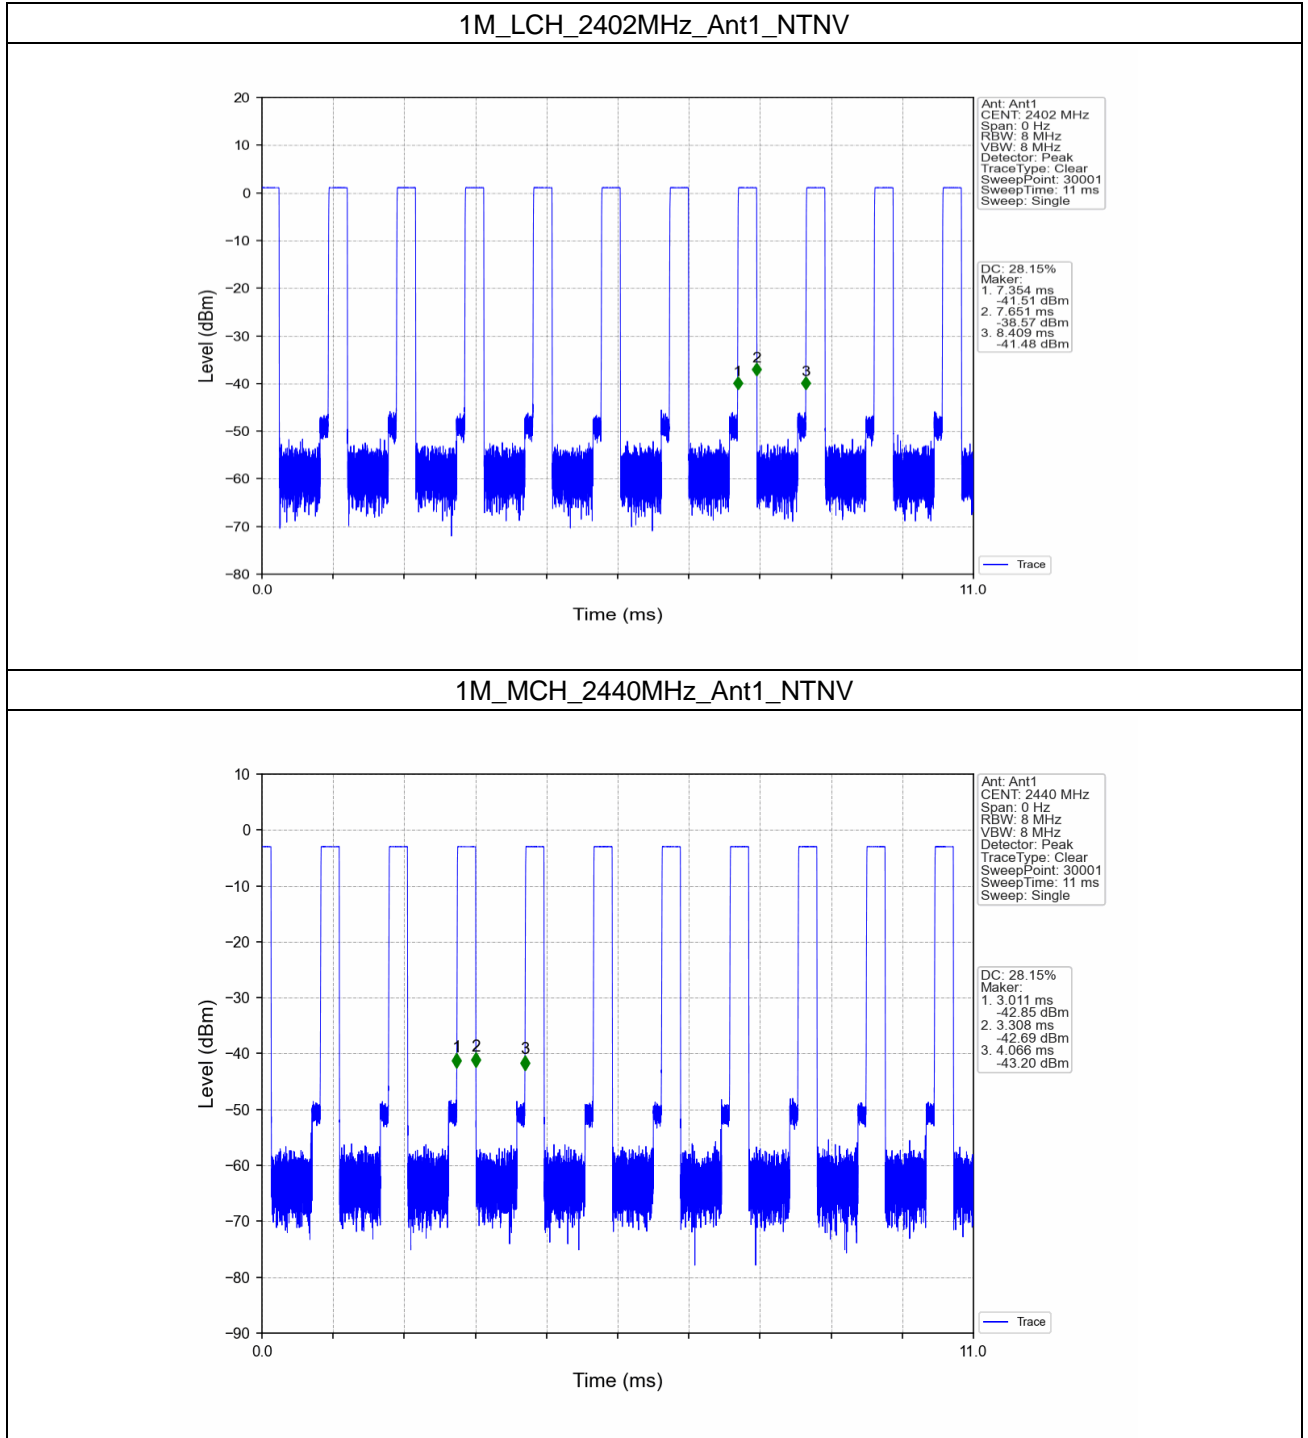 1M_LCH_2402MHz_Ant1_NTNV
20
10
0
−10
−20
−30
−40
−50
−60
−70
−80
Level (dBm)
0.0
11.0
Time (ms)
1
2
3
Ant: Ant1
CENT: 2402 MHz
Span: 0 Hz
RBW: 8 MHz
VBW: 8 MHz
Detector: Peak
TraceType: Clear
SweepPoint: 30001
SweepTime: 11 ms
Sweep: Single
DC: 28.15%
Maker:
1. 7.354 ms
-41.51 dBm
2. 7.651 ms
-38.57 dBm
3. 8.409 ms
-41.48 dBm
Trace
1M_MCH_2440MHz_Ant1_NTNV
10
0
−10
−20
−30
−40
−50
−60
−70
−80
−90
Level (dBm)
0.0
11.0
Time (ms)
1
2
3
Ant: Ant1
CENT: 2440 MHz
Span: 0 Hz
RBW: 8 MHz
VBW: 8 MHz
Detector: Peak
TraceType: Clear
SweepPoint: 30001
SweepTime: 11 ms
Sweep: Single
DC: 28.15%
Maker:
1. 3.011 ms
-42.85 dBm
2. 3.308 ms
-42.69 dBm
3. 4.066 ms
-43.20 dBm
Trace